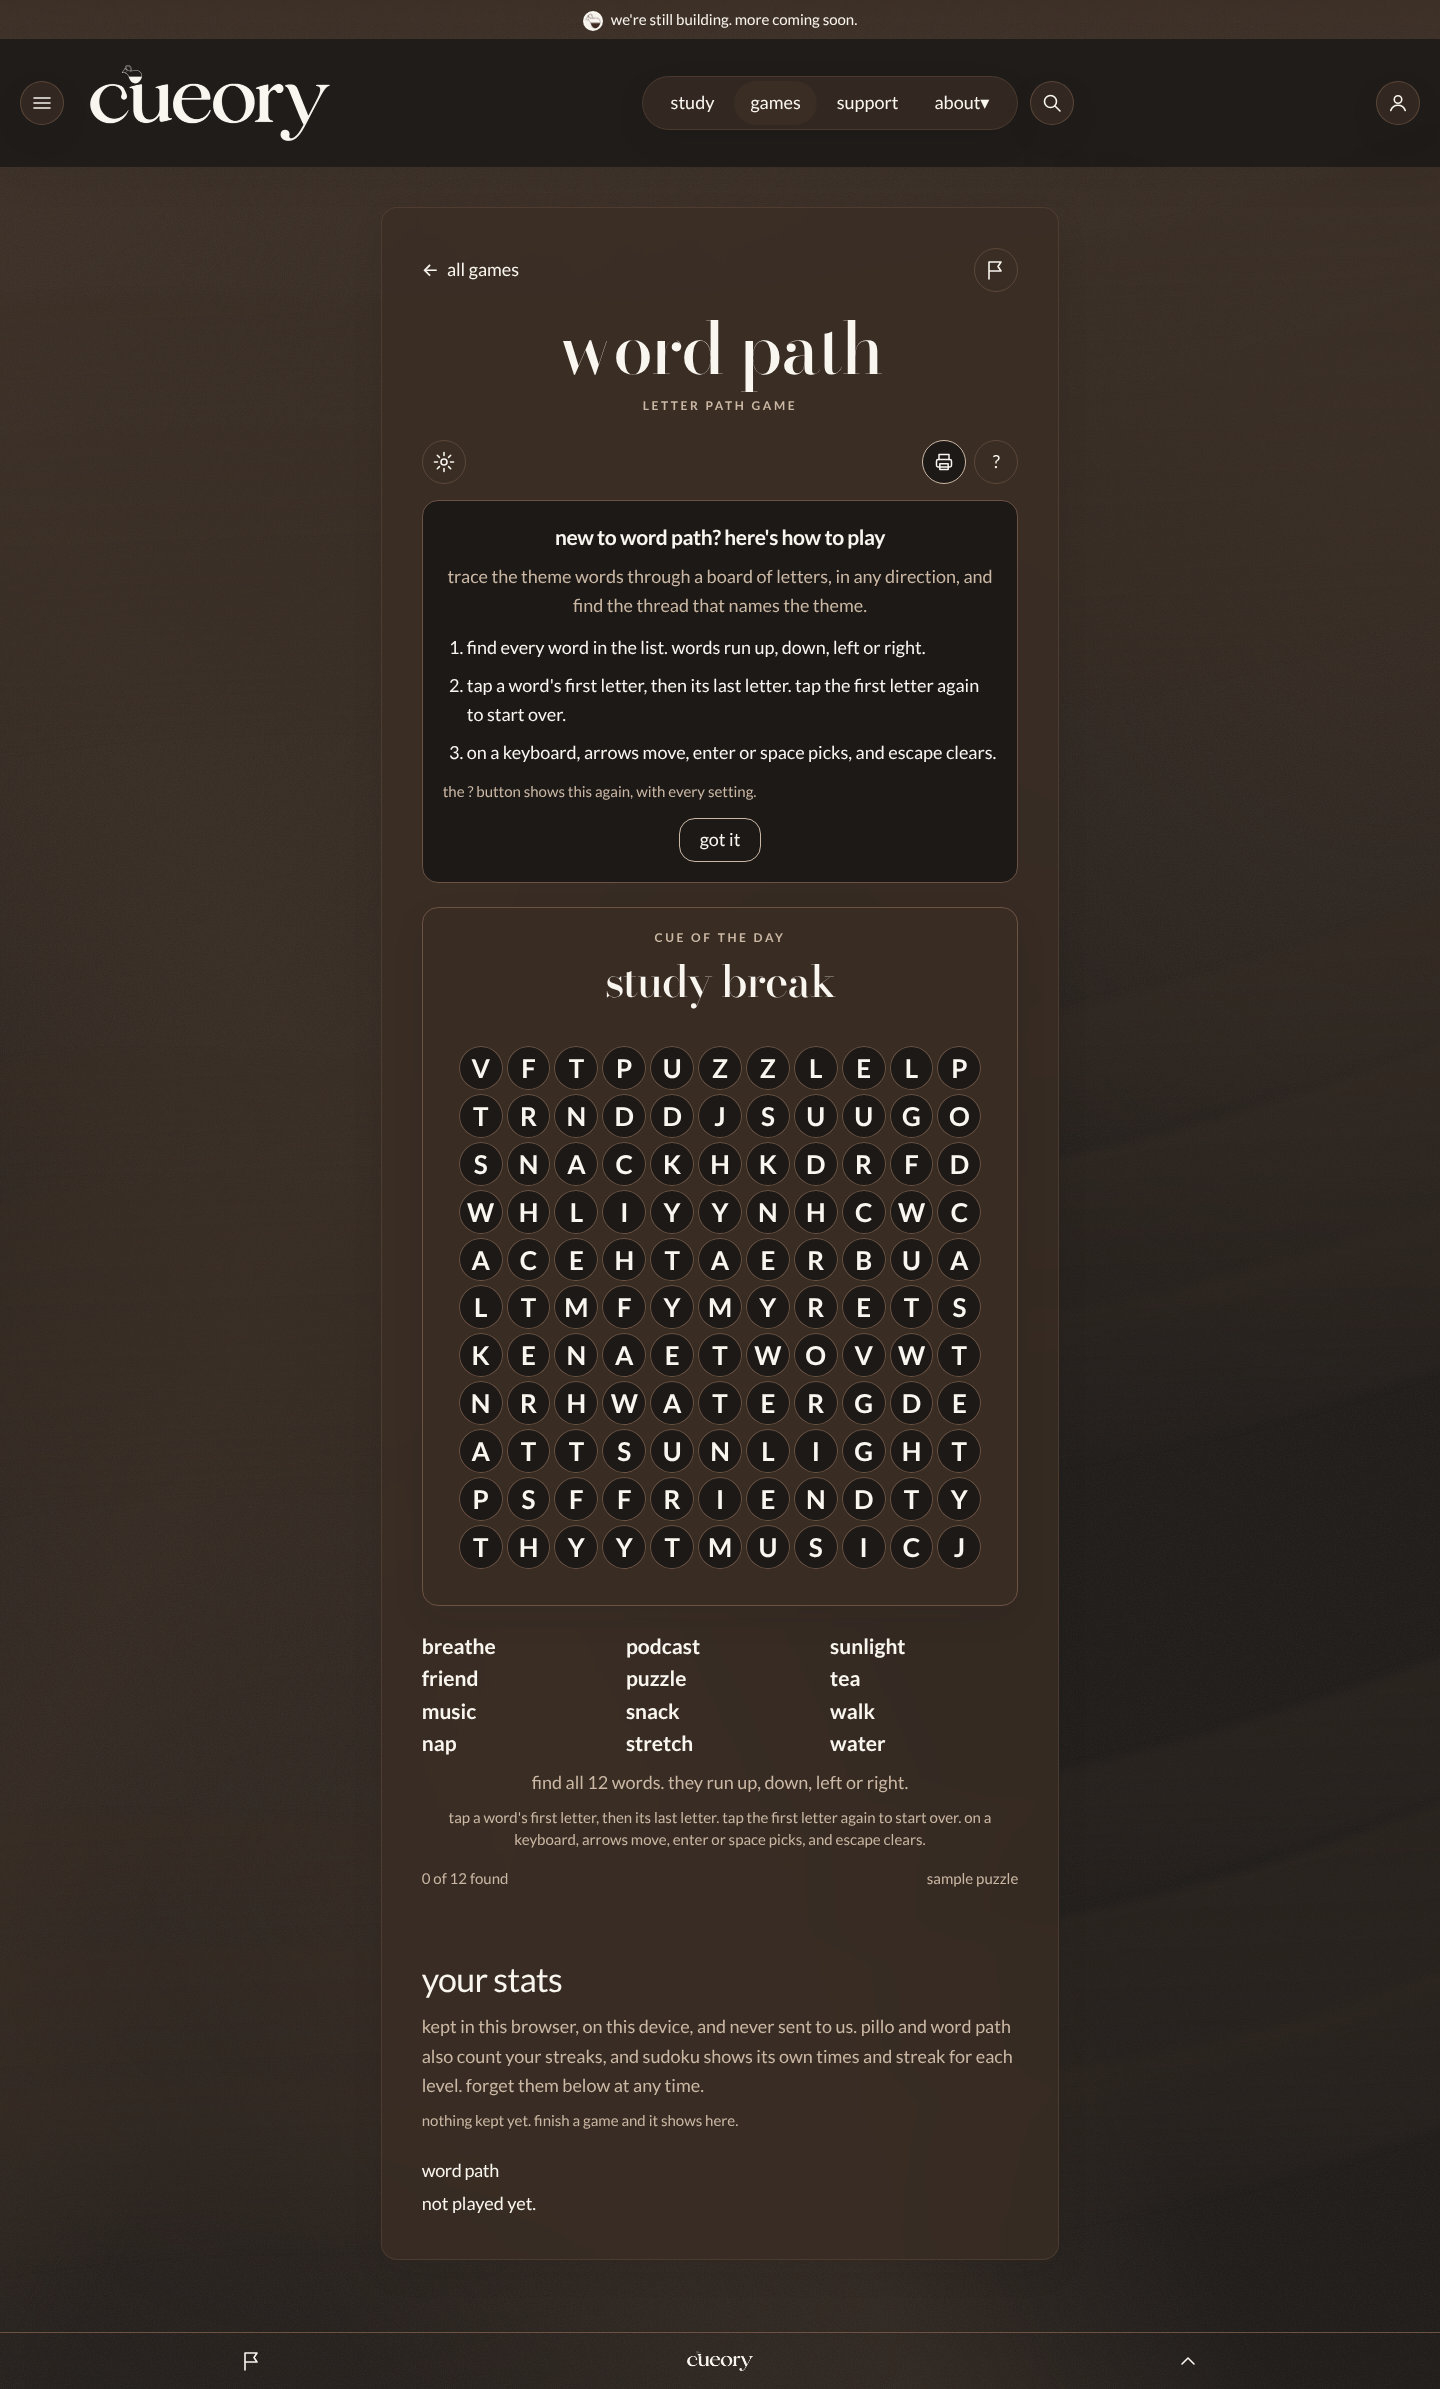 we're still building. more coming soon.
cueory
study games support about▾
← all games
word path
LETTER PATH GAME
?
new to word path? here's how to play
trace the theme words through a board of letters, in any direction, and
find the thread that names the theme.
1. find every word in the list. words run up, down, left or right.
2. tap a word's first letter, then its last letter. tap the first letter again
to start over.
3. on a keyboard, arrows move, enter or space picks, and escape clears.
the ? button shows this again, with every setting.
got it
CUE OF THE DAY
study break
V F T P U Z Z L E L P
T R N D D J S U U G O
S N A C K H K D R F D
W H L I Y Y N H C W C
A C E H T A E R B U A
L T M F Y M Y R E T S
K E N A E T W O V W T
N R H W A T E R G D E
A T T S U N L I G H T
P S F F R I E N D T Y
T H Y Y T M U S I C J
breathe podcast sunlight
friend puzzle tea
music snack walk
nap stretch water
find all 12 words. they run up, down, left or right.
tap a word's first letter, then its last letter. tap the first letter again to start over. on a
keyboard, arrows move, enter or space picks, and escape clears.
0 of 12 found sample puzzle
your stats
kept in this browser, on this device, and never sent to us. pillo and word path
also count your streaks, and sudoku shows its own times and streak for each
level. forget them below at any time.
nothing kept yet. finish a game and it shows here.
word path
not played yet.
cueory